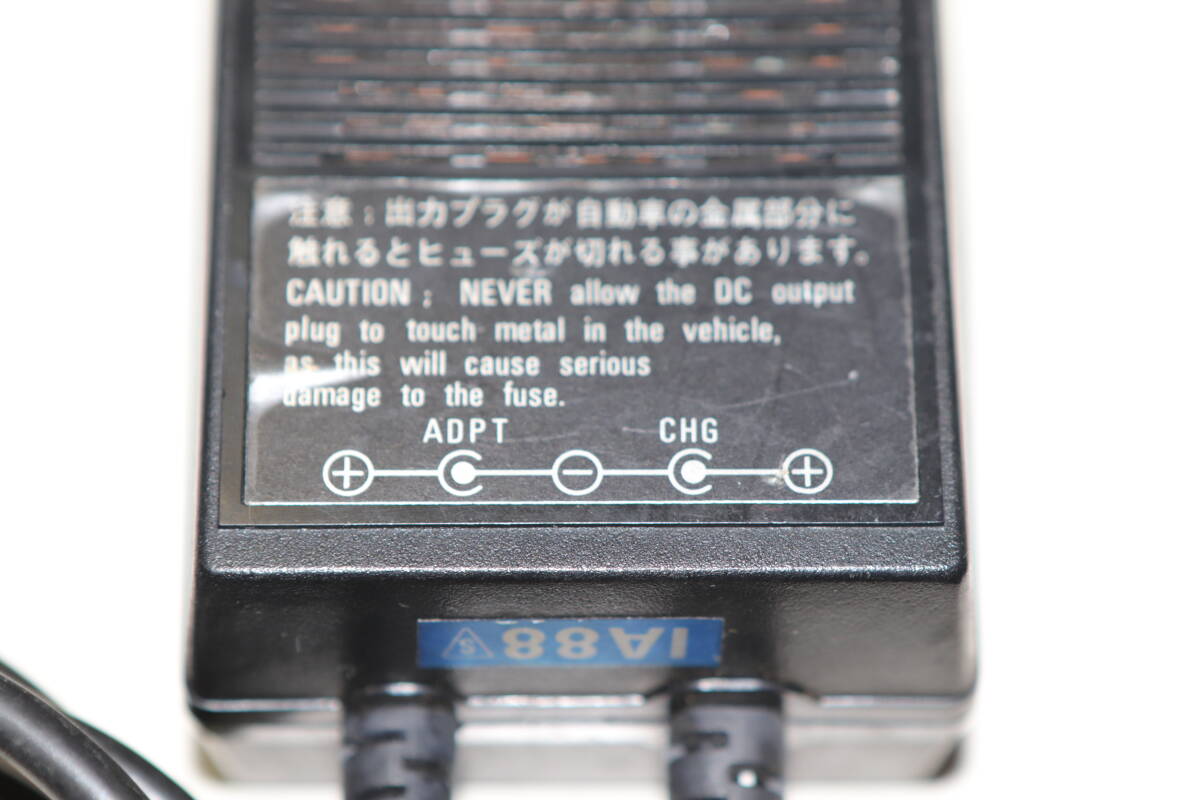 注意：出力プラグが自動車の金属部分に
触れるとヒューズが切れる事があります。
CAUTION ; NEVER allow the DC output
plug to touch metal in the vehicle,
as this will cause serious
damage to the fuse.
ADPT CHG
IA88 S